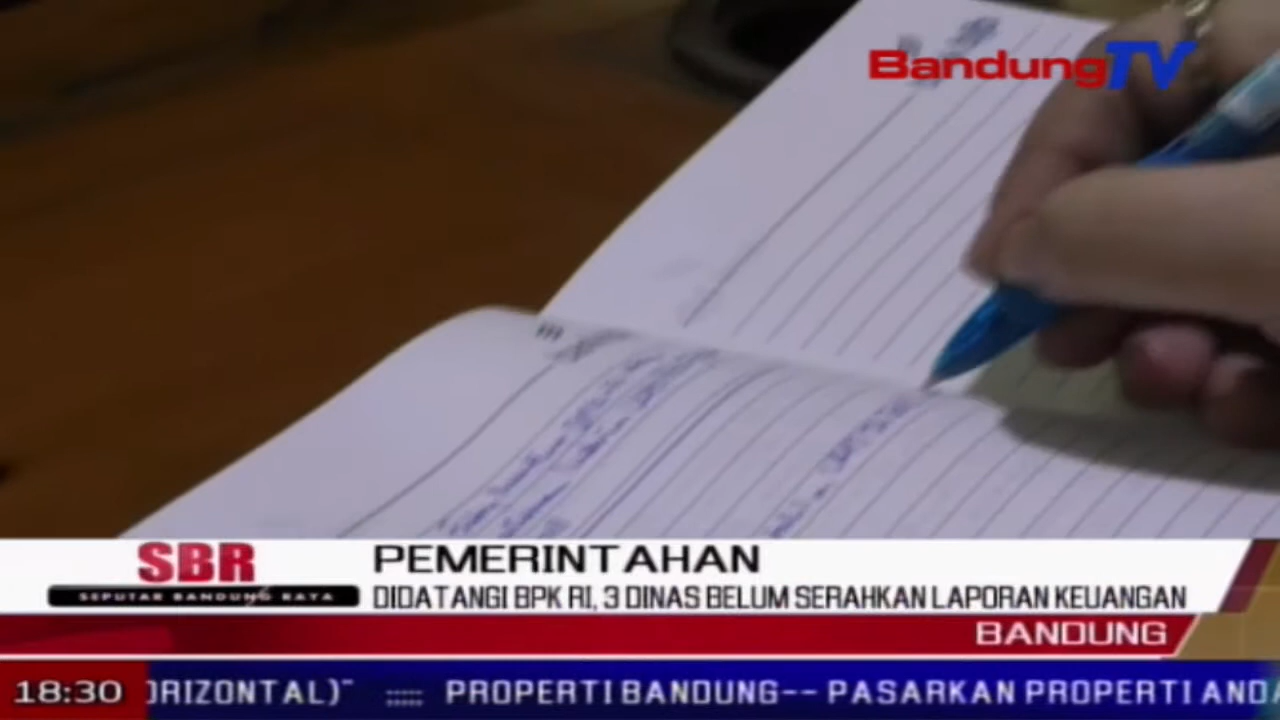 BandungTV
SBR
SEPUTAR BANDUNG RAYA
PEMERINTAHAN
DIDATANGI BPK RI, 3 DINAS BELUM SERAHKAN LAPORAN KEUANGAN
BANDUNG
18:30 ORIZONTAL)" ::::: PROPERTI BANDUNG-- PASARKAN PROPERTI ANDA